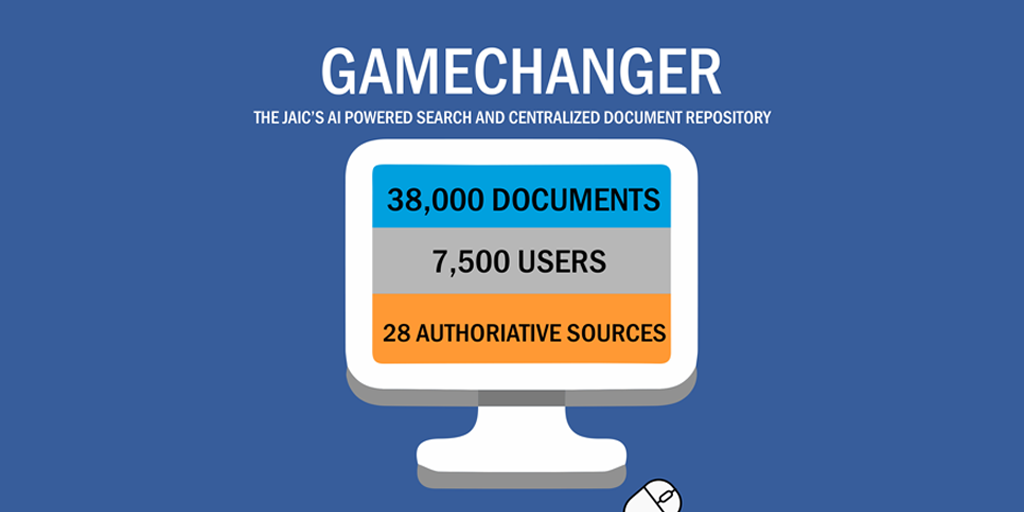 GAMECHANGER
THE JAIC'S AI POWERED SEARCH AND CENTRALIZED DOCUMENT REPOSITORY
38,000 DOCUMENTS
7,500 USERS
28 AUTHORIATIVE SOURCES